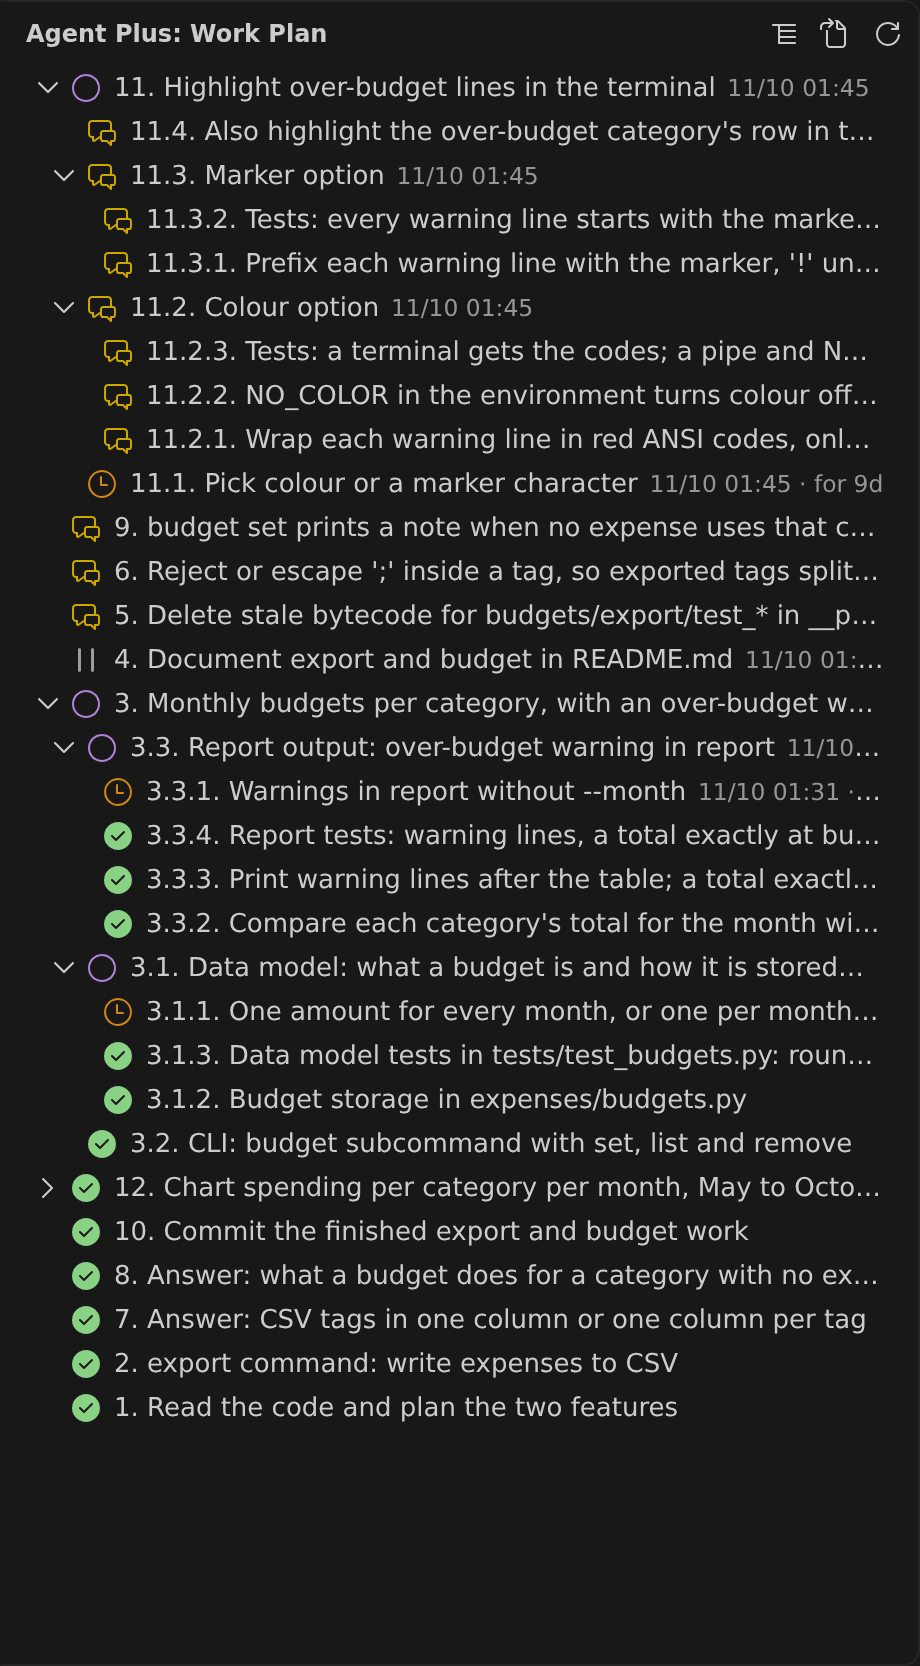 Agent Plus: Work Plan
11. Highlight over-budget lines in the terminal 11/10 01:45
11.4. Also highlight the over-budget category's row in t...
11.3. Marker option 11/10 01:45
11.3.2. Tests: every warning line starts with the marke...
11.3.1. Prefix each warning line with the marker, '!' un...
11.2. Colour option 11/10 01:45
11.2.3. Tests: a terminal gets the codes; a pipe and N...
11.2.2. NO_COLOR in the environment turns colour off...
11.2.1. Wrap each warning line in red ANSI codes, onl...
11.1. Pick colour or a marker character 11/10 01:45 · for 9d
9. budget set prints a note when no expense uses that c...
6. Reject or escape ';' inside a tag, so exported tags split...
5. Delete stale bytecode for budgets/export/test_* in __p...
4. Document export and budget in README.md 11/10 01:...
3. Monthly budgets per category, with an over-budget w...
3.3. Report output: over-budget warning in report 11/10...
3.3.1. Warnings in report without --month 11/10 01:31 ·...
3.3.4. Report tests: warning lines, a total exactly at bu...
3.3.3. Print warning lines after the table; a total exactl...
3.3.2. Compare each category's total for the month wi...
3.1. Data model: what a budget is and how it is stored...
3.1.1. One amount for every month, or one per month...
3.1.3. Data model tests in tests/test_budgets.py: roun...
3.1.2. Budget storage in expenses/budgets.py
3.2. CLI: budget subcommand with set, list and remove
12. Chart spending per category per month, May to Octo...
10. Commit the finished export and budget work
8. Answer: what a budget does for a category with no ex...
7. Answer: CSV tags in one column or one column per tag
2. export command: write expenses to CSV
1. Read the code and plan the two features